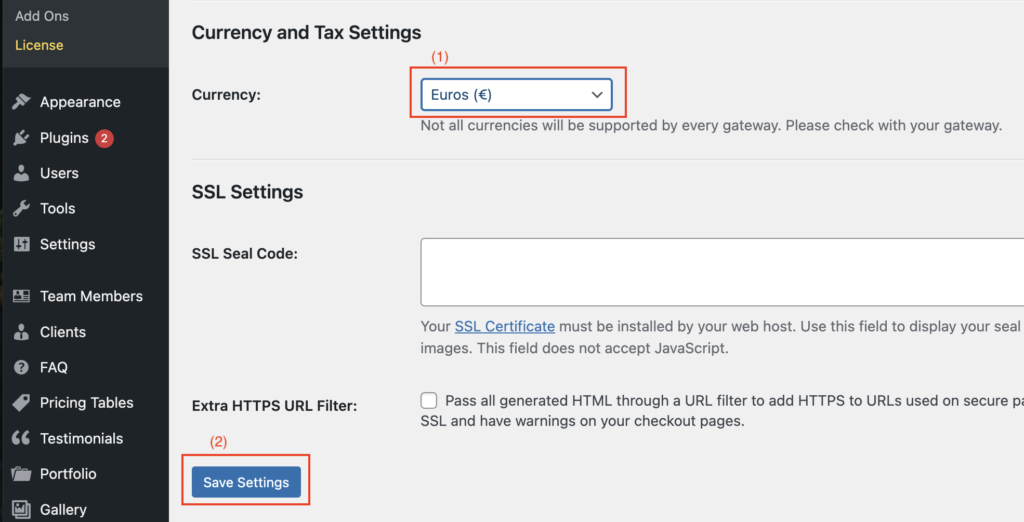 Add Ons
License
Appearance
Plugins 2
Users
Tools
Settings
Team Members
Clients
FAQ
Pricing Tables
Testimonials
Portfolio
Gallery
Currency and Tax Settings
(1)
Currency:
Euros (€)
Not all currencies will be supported by every gateway. Please check with your gateway.
SSL Settings
SSL Seal Code:
Your SSL Certificate must be installed by your web host. Use this field to display your seal
images. This field does not accept JavaScript.
Extra HTTPS URL Filter:
Pass all generated HTML through a URL filter to add HTTPS to URLs used on secure pa
SSL and have warnings on your checkout pages.
(2)
Save Settings